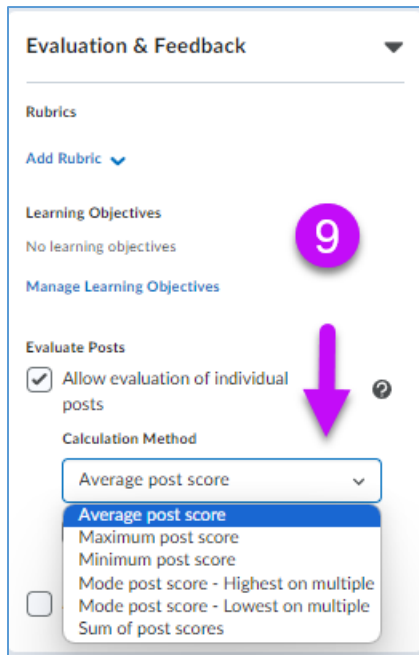 Evaluation & Feedback
Rubrics
Add Rubric
Learning Objectives
No learning objectives
9
Manage Learning Objectives
Evaluate Posts
Allow evaluation of individual
posts
?
Calculation Method
Average post score
Average post score
Maximum post score
Minimum post score
Mode post score - Highest on multiple
Mode post score - Lowest on multiple
Sum of post scores